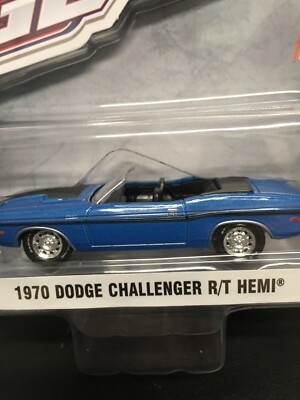 1970 DODGE CHALLENGER R/T HEMI®